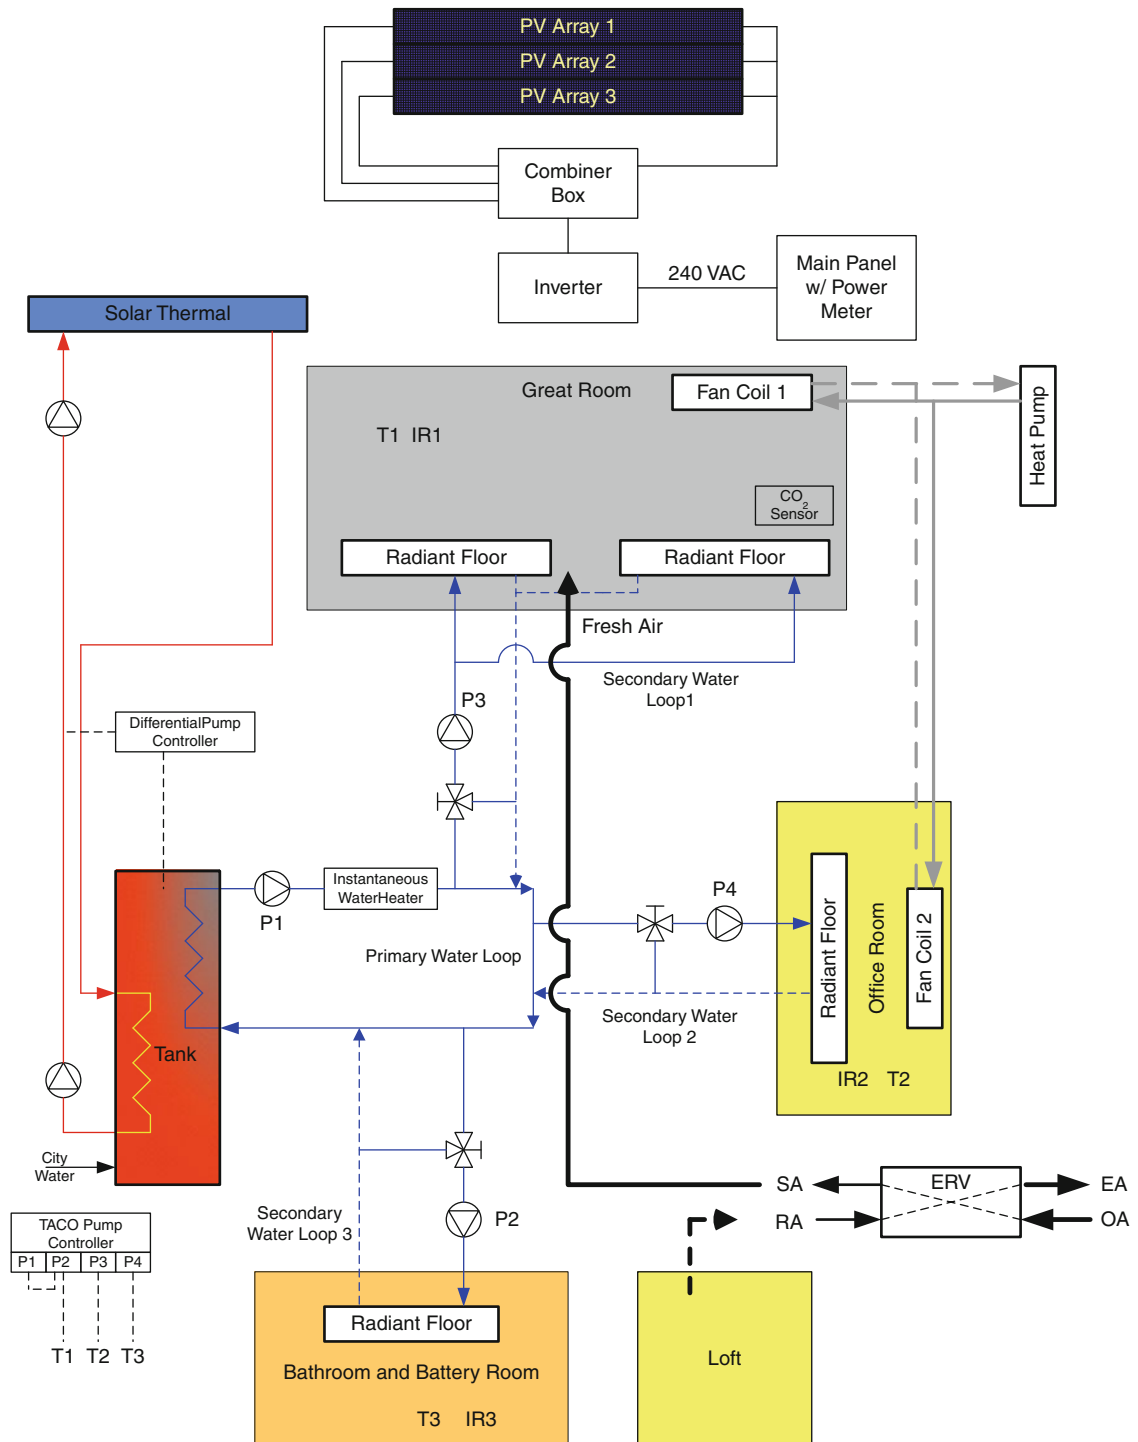 PV Array 1
PV Array 2
PV Array 3
Combiner
Box
Inverter
240 VAC
Main Panel
w/ Power
Meter
Solar Thermal
Great Room
Fan Coil 1
Heat Pump
T1 IR1
CO2
Sensor
Radiant Floor
Radiant Floor
Fresh Air
Secondary Water
Loop1
P3
DifferentialPump
Controller
Instantaneous
WaterHeater
P1
P4
Primary Water Loop
Radiant Floor
Office Room
Fan Coil 2
Secondary Water
Loop 2
IR2 T2
Tank
City
Water
SA
ERV
EA
RA
OA
TACO Pump
Controller
P1 P2 P3 P4
T1 T2 T3
Secondary
Water Loop 3
P2
Radiant Floor
Bathroom and Battery Room
T3 IR3
Loft